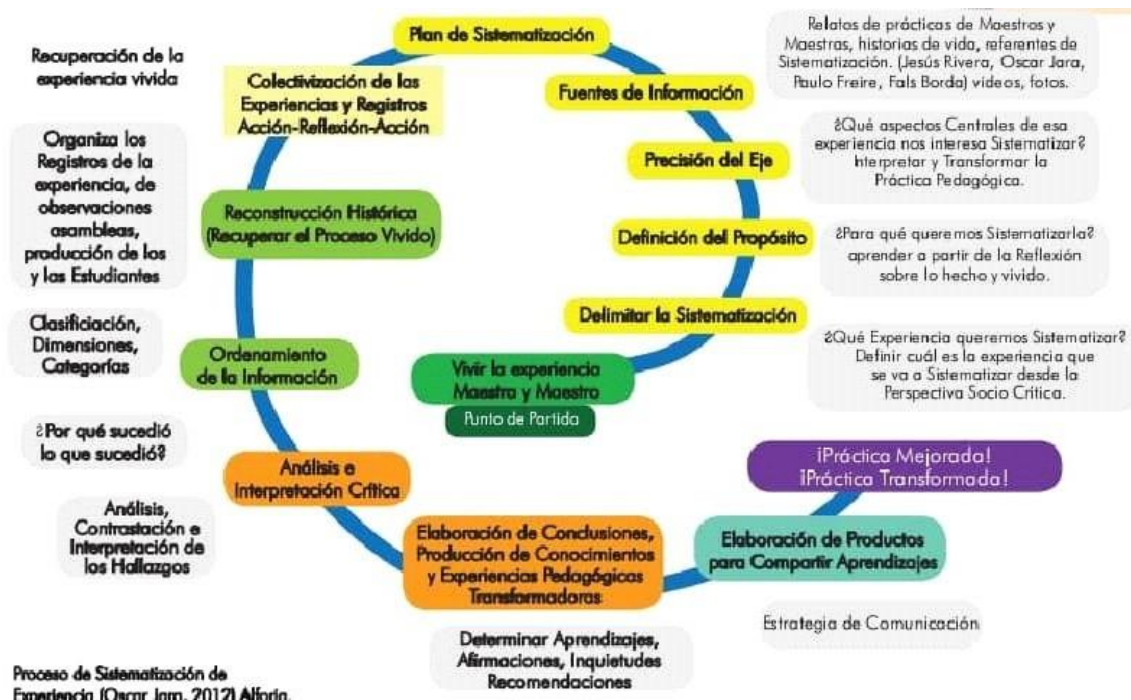 Plan de Sistematización
Relatos de prácticas de Maestros y
Maestras, historias de vida, referentes de
Sistematización. (Jesús Rivera, Oscar Jara,
Paulo Freire, Fals Borda) videos, fotos.
Recuperación de la
experiencia vivida
Colectivización de las
Experiencias y Registros
Acción-Reflexión-Acción
Fuentes de Información
¿Qué aspectos Centrales de esa
experiencia nos interesa Sistematizar?
Interpretar y Transformar la
Práctica Pedagógica.
Organiza los
Registros de la
experiencia, de
observaciones
asambleas,
producción de los
y las Estudiantes
Precisión del Eje
Reconstrucción Histórica
(Recuperar el Proceso Vivido)
Definición del Propósito
¿Para qué queremos Sistematizarla?
aprender a partir de la Reflexión
sobre lo hecho y vivido.
Delimitar la Sistematización
Clasificiación,
Dimensiones,
Categorías
Ordenamiento
de la Información
Vivir la experiencia
Maestra y Maestro
Punto de Partida
¿Qué Experiencia queremos Sistematizar?
Definir cuál es la experiencia que
se va a Sistematizar desde la
Perspectiva Socio Crítica.
¿Por qué sucedió
lo que sucedió?
Análisis e
Interpretación Crítica
¡Práctica Mejorada!
¡Práctica Transformada!
Análisis,
Contrastación e
Interpretación de
los Hallazgos
Elaboración de Conclusiones,
Producción de Conocimientos
y Experiencias Pedagógicas
Transformadoras
Elaboración de Productos
para Compartir Aprendizajes
Estrategia de Comunicación
Determinar Aprendizajes,
Afirmaciones, Inquietudes
Recomendaciones
Proceso de Sistematización de
Experiencia (Oscar Jara, 2012)